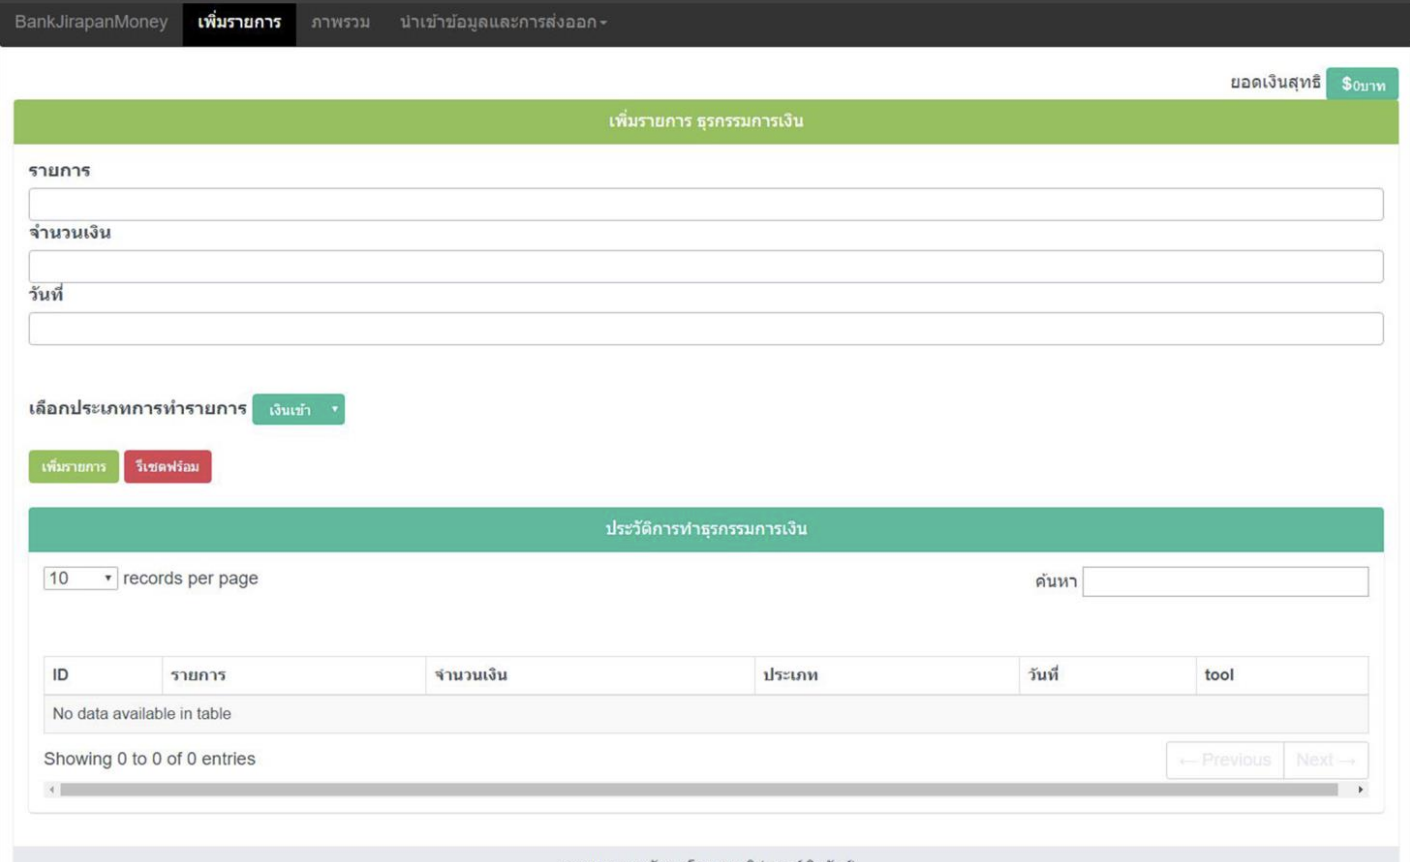 BankJirapanMoney เพิ่มรายการ ภาพรวม นำเข้าข้อมูลและการส่งออก
ยอดเงินสุทธิ $0บาท
เพิ่มรายการ ธุรกรรมการเงิน
รายการ
จำนวนเงิน
วันที่
เลือกประเภทการทำรายการ เงินเข้า
เพิ่มรายการ รีเซตฟร์อม
ประวัติการทำธุรกรรมการเงิน
10 records per page ค้นหา
ID รายการ จำนวนเงิน ประเภท วันที่ tool
No data available in table
Showing 0 to 0 of 0 entries ← Previous Next →